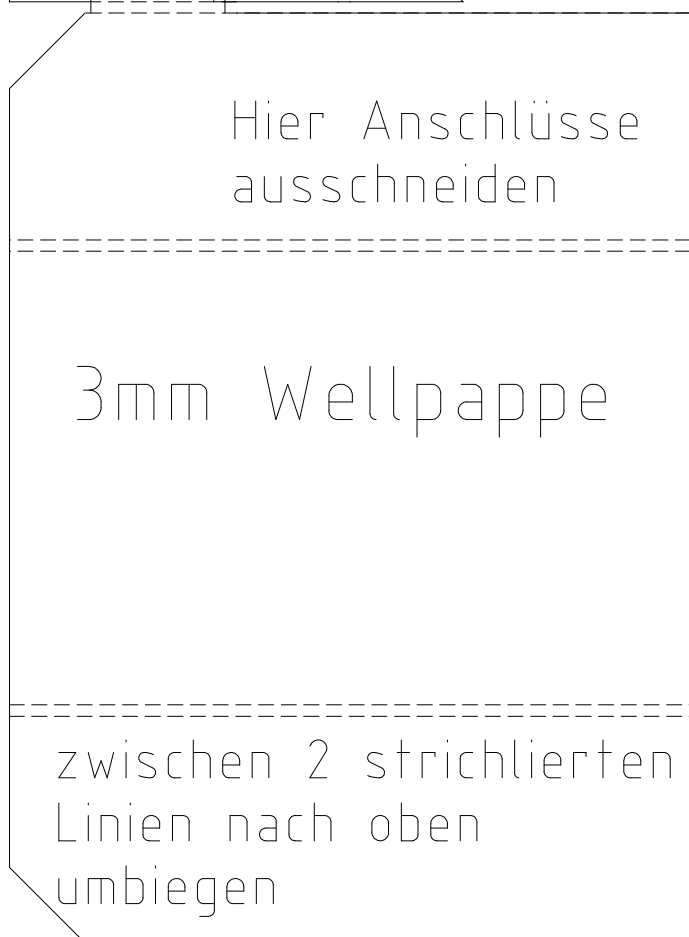 Hier Anschlüsse
ausschneiden
3mm Wellpappe
zwischen 2 strichlierten
Linien nach oben
umbiegen